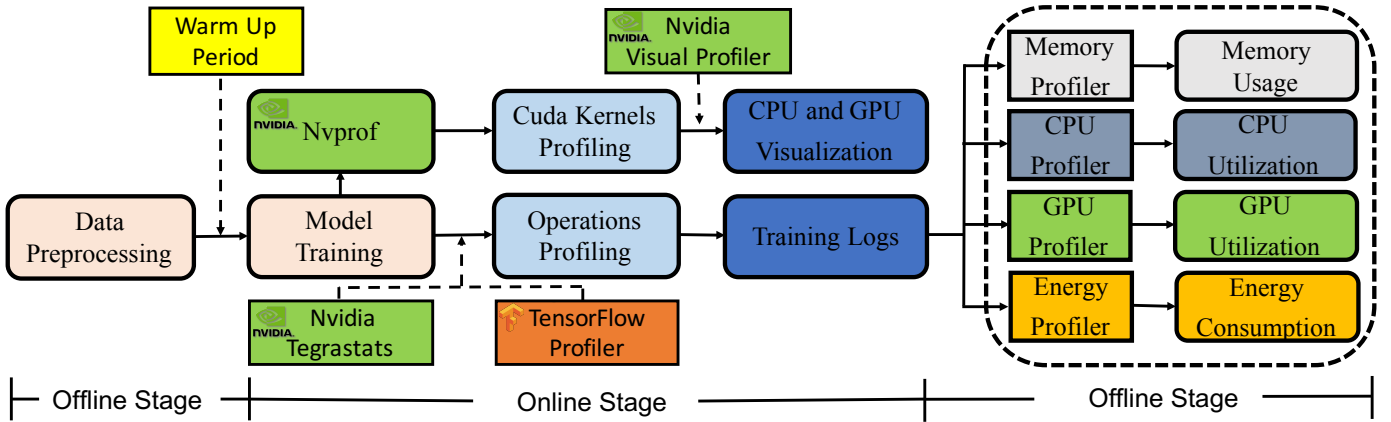 Warm Up
Period
NVIDIA.
Nvidia
Visual Profiler
NVIDIA.
Nvprof
Cuda Kernels
Profiling
CPU and GPU
Visualization
Data
Preprocessing
Model
Training
Operations
Profiling
Training Logs
NVIDIA.
Nvidia
Tegrastats
TensorFlow
Profiler
Memory
Profiler
Memory
Usage
CPU
Profiler
CPU
Utilization
GPU
Profiler
GPU
Utilization
Energy
Profiler
Energy
Consumption
Offline Stage
Online Stage
Offline Stage